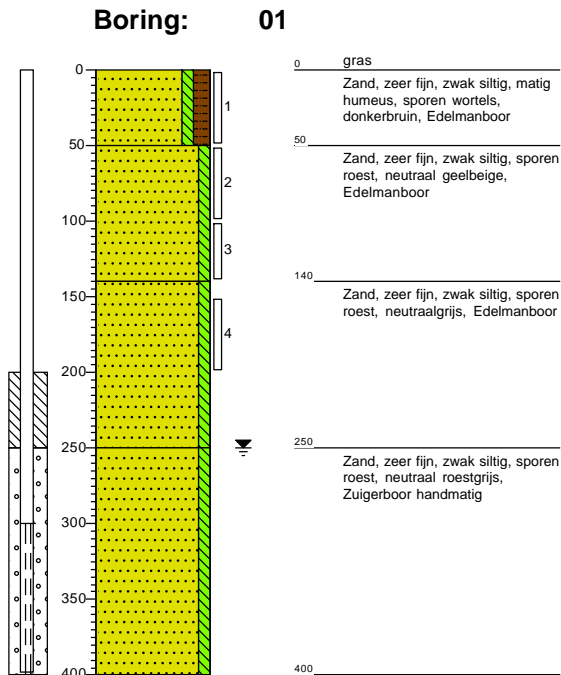 Boring: 01
0
50
100
150
200
250
300
350
400
1
2
3
4
0 gras
Zand, zeer fijn, zwak siltig, matig
humeus, sporen wortels,
donkerbruin, Edelmanboor
50
Zand, zeer fijn, zwak siltig, sporen
roest, neutraal geelbeige,
Edelmanboor
140
Zand, zeer fijn, zwak siltig, sporen
roest, neutraalgrijs, Edelmanboor
250
Zand, zeer fijn, zwak siltig, sporen
roest, neutraal roestgrijs,
Zuigerboor handmatig
400